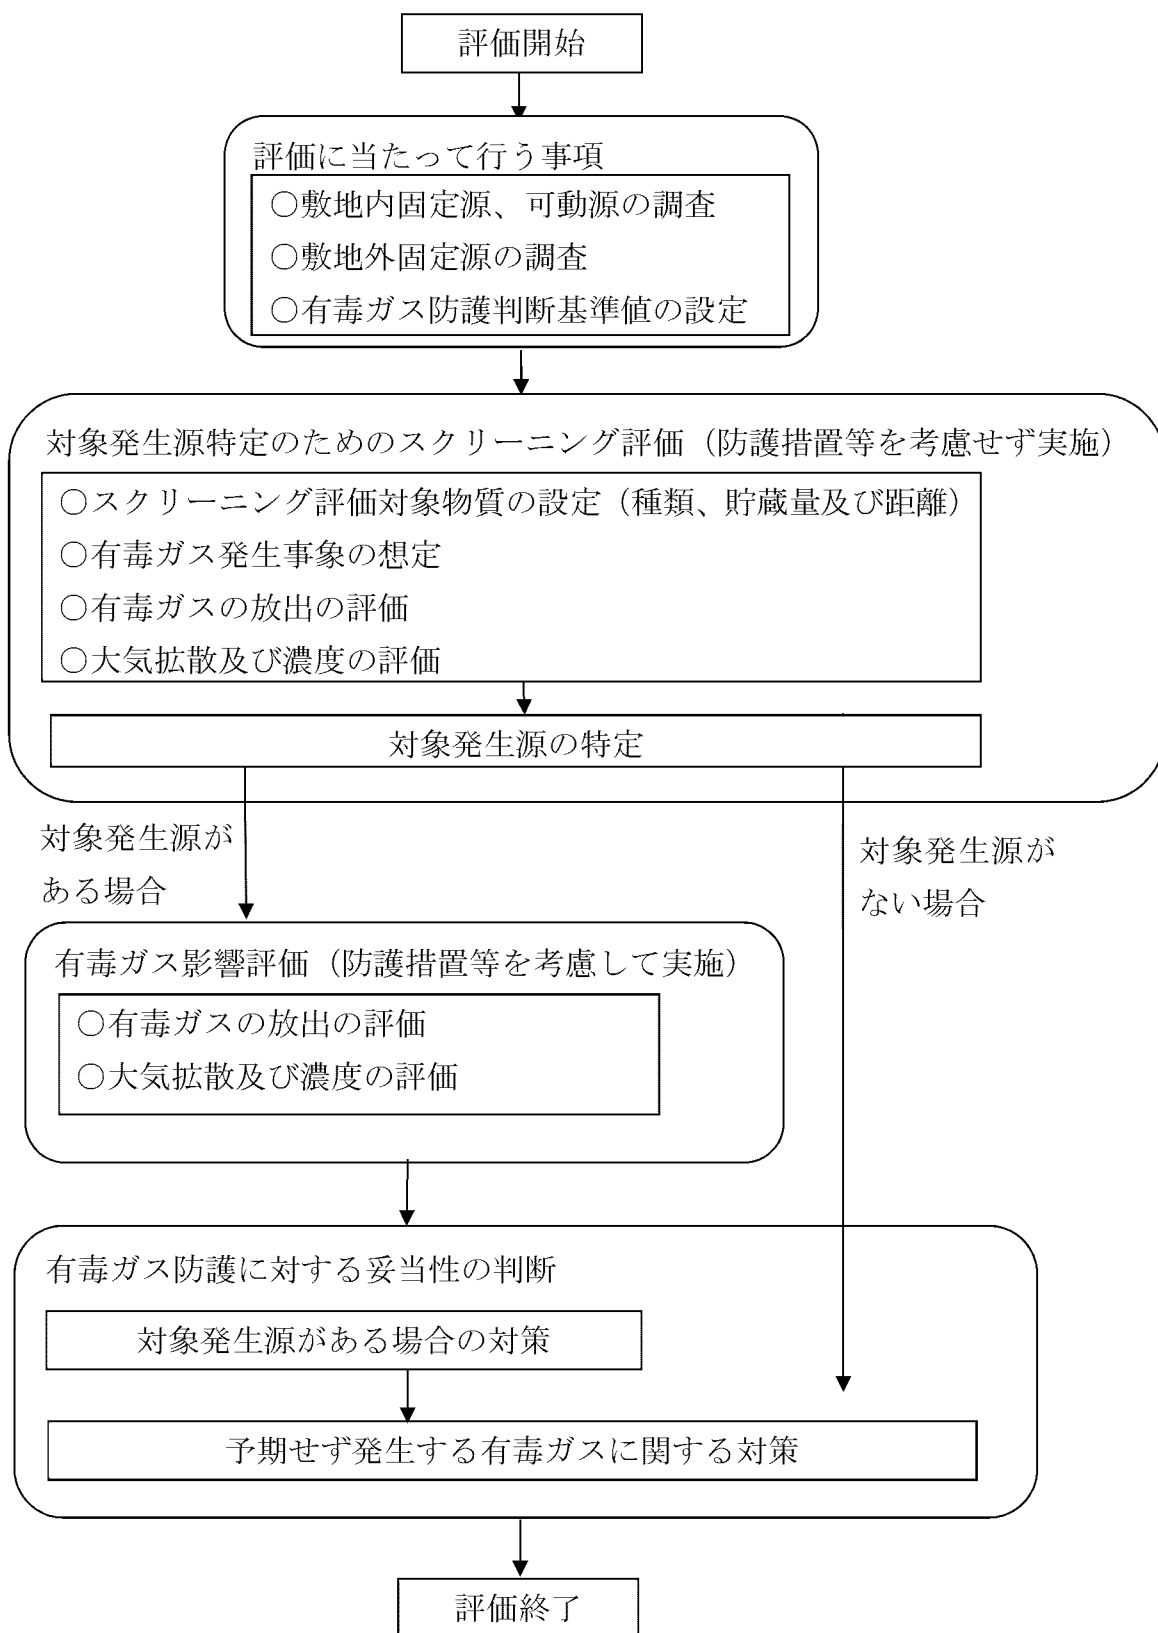 評価開始
評価に当たって行う事項
○敷地内固定源、可動源の調査
○敷地外固定源の調査
○有毒ガス防護判断基準値の設定
対象発生源特定のためのスクリーニング評価（防護措置等を考慮せず実施）
○スクリーニング評価対象物質の設定（種類、貯蔵量及び距離）
○有毒ガス発生事象の想定
○有毒ガスの放出の評価
○大気拡散及び濃度の評価
対象発生源の特定
対象発生源が
ある場合
対象発生源が
ない場合
有毒ガス影響評価（防護措置等を考慮して実施）
○有毒ガスの放出の評価
○大気拡散及び濃度の評価
有毒ガス防護に対する妥当性の判断
対象発生源がある場合の対策
予期せず発生する有毒ガスに関する対策
評価終了